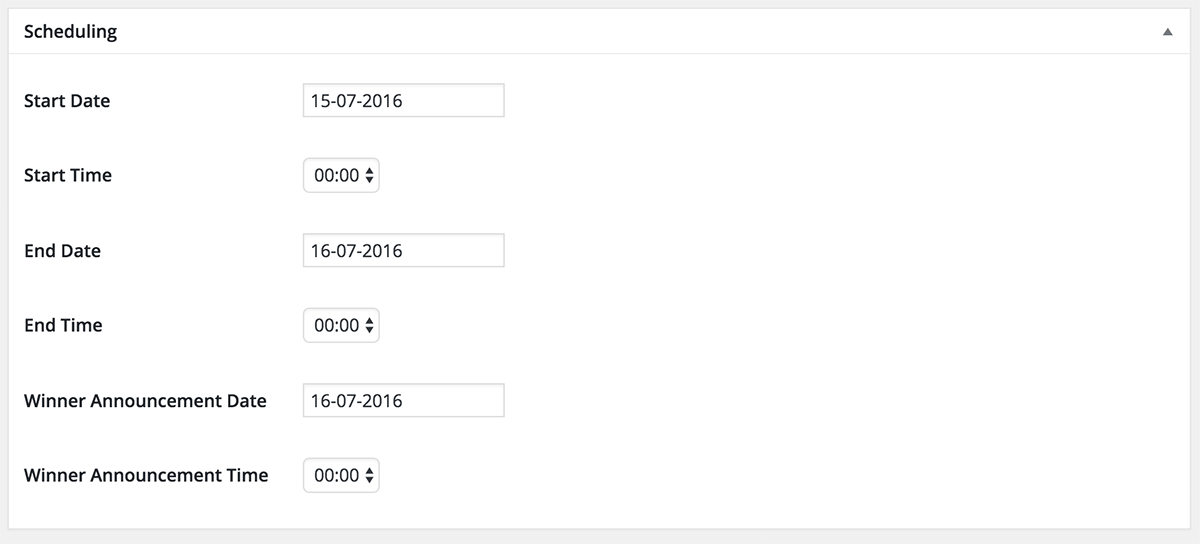 Scheduling
Start Date 15-07-2016
Start Time 00:00
End Date 16-07-2016
End Time 00:00
Winner Announcement Date 16-07-2016
Winner Announcement Time 00:00